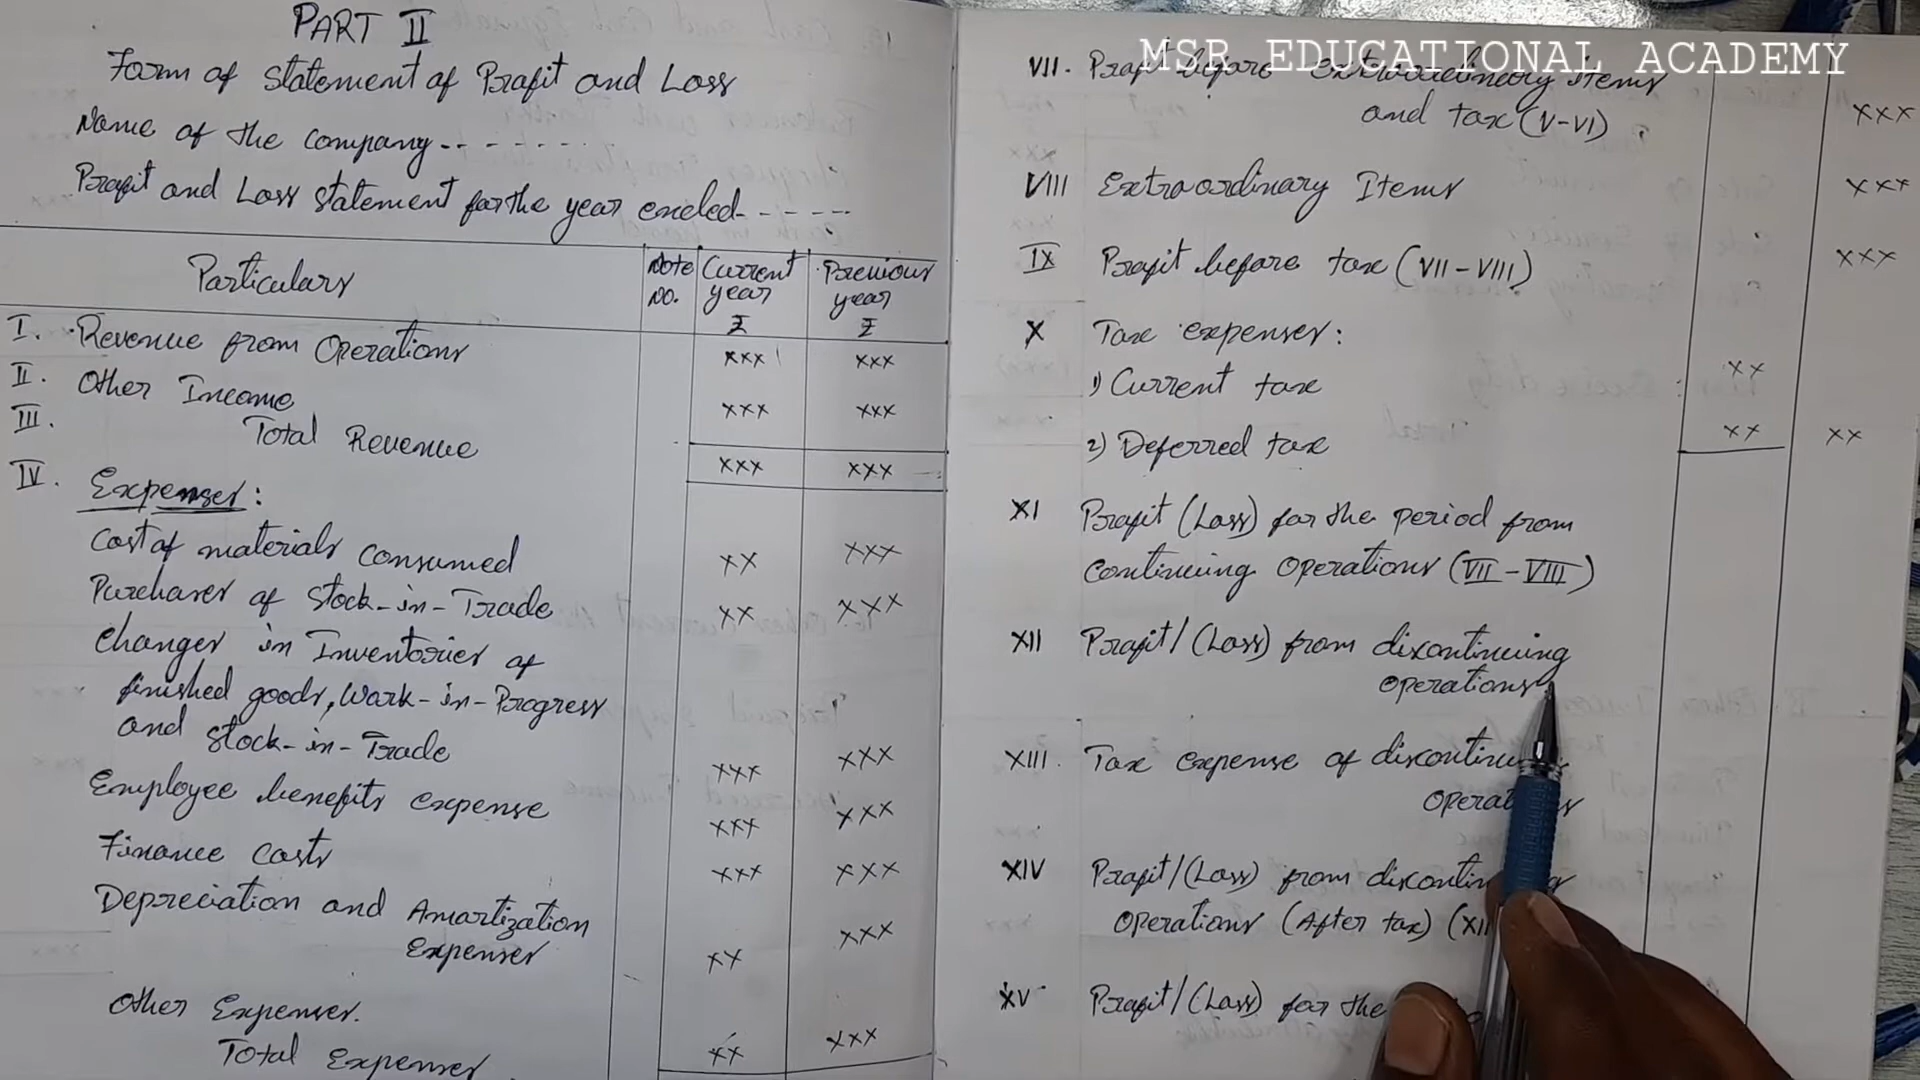 PART II
Form of Statement of Profit and Loss
Name of the Company - - - - - - - -
Profit and Loss Statement for the year ended - - - - - -
Particulars
Note No.
Current year ₹
Previous year ₹
I. Revenue from Operations xxx xxx
II. Other Income xxx xxx
III. Total Revenue xxx xxx
IV. Expenses:
Cost of materials consumed xx xxx
Purchases of Stock-in-Trade xx xxx
Changes in Inventories of
finished goods, Work-in-Progress
and Stock-in-Trade xxx xxx
Employee benefits expense xxx xxx
Finance Costs xxx xxx
Depreciation and Amortization
Expenses xx xxx
Other Expenses. xx xxx
Total Expenses
MSR EDUCATIONAL ACADEMY
VII. Profit before extraordinary items
and tax (V-VI) xxx
VIII Extraordinary Items xxx
IX Profit before tax (VII-VIII) xxx
X Tax expenses:
1) Current tax xx
2) Deferred tax xx xx
XI Profit (Loss) for the period from
Continuing Operations (VII-VIII)
XII Profit/(Loss) from discontinuing
Operations
XIII. Tax expense of
XIV Profit/(Loss) from
Operations (After tax)
XV Profit/(Loss) for the